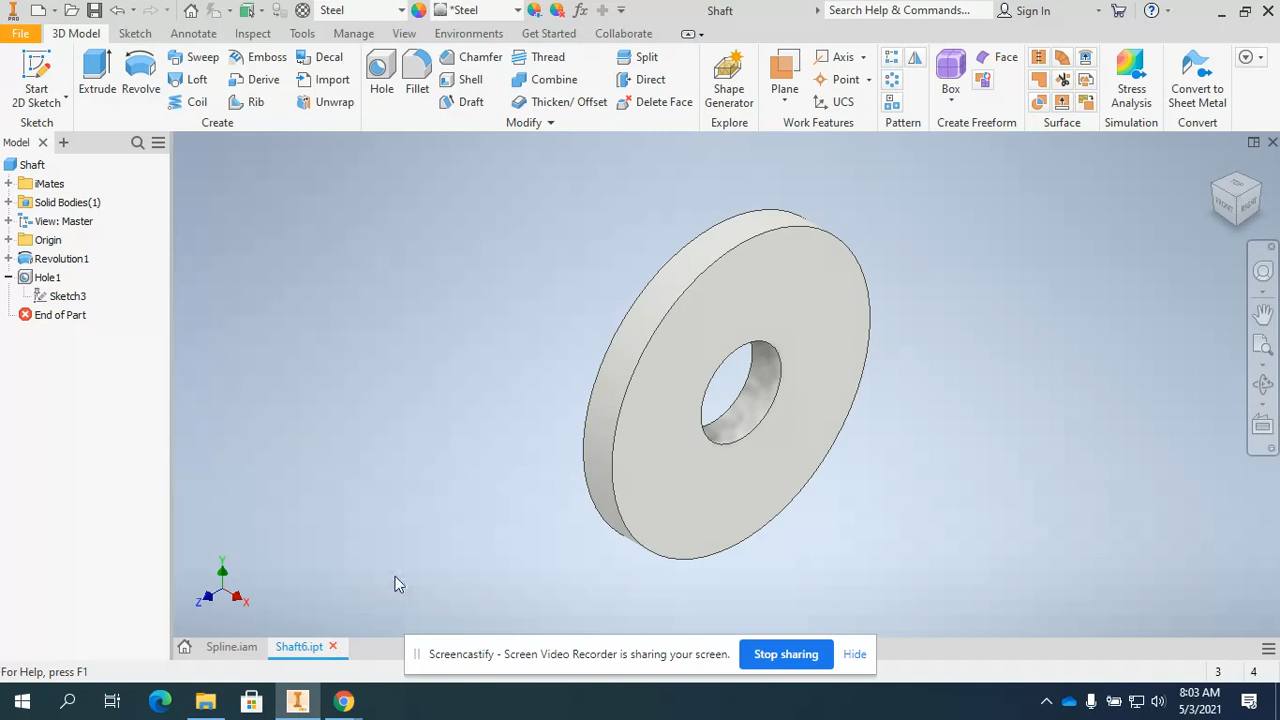 Steel
*Steel
Shaft
Search Help & Commands...
Sign In
File
3D Model
Sketch
Annotate
Inspect
Tools
Manage
View
Environments
Get Started
Collaborate
Start
2D Sketch
Extrude
Revolve
Sweep
Loft
Coil
Emboss
Derive
Rib
Decal
Import
Unwrap
Hole
Fillet
Chamfer
Shell
Draft
Thread
Combine
Thicken/ Offset
Split
Direct
Delete Face
Shape
Generator
Plane
Axis
Point
UCS
Box
Face
Stress
Analysis
Convert to
Sheet Metal
Sketch
Create
Modify
Explore
Work Features
Pattern
Create Freeform
Surface
Simulation
Convert
Model
Shaft
iMates
Solid Bodies(1)
View: Master
Origin
Revolution1
Hole1
Sketch3
End of Part
TOP
FRONT
RIGHT
Y
Z
X
Spline.iam
Shaft6.ipt
Screencastify - Screen Video Recorder is sharing your screen.
Stop sharing
Hide
For Help, press F1
3
4
8:03 AM
5/3/2021